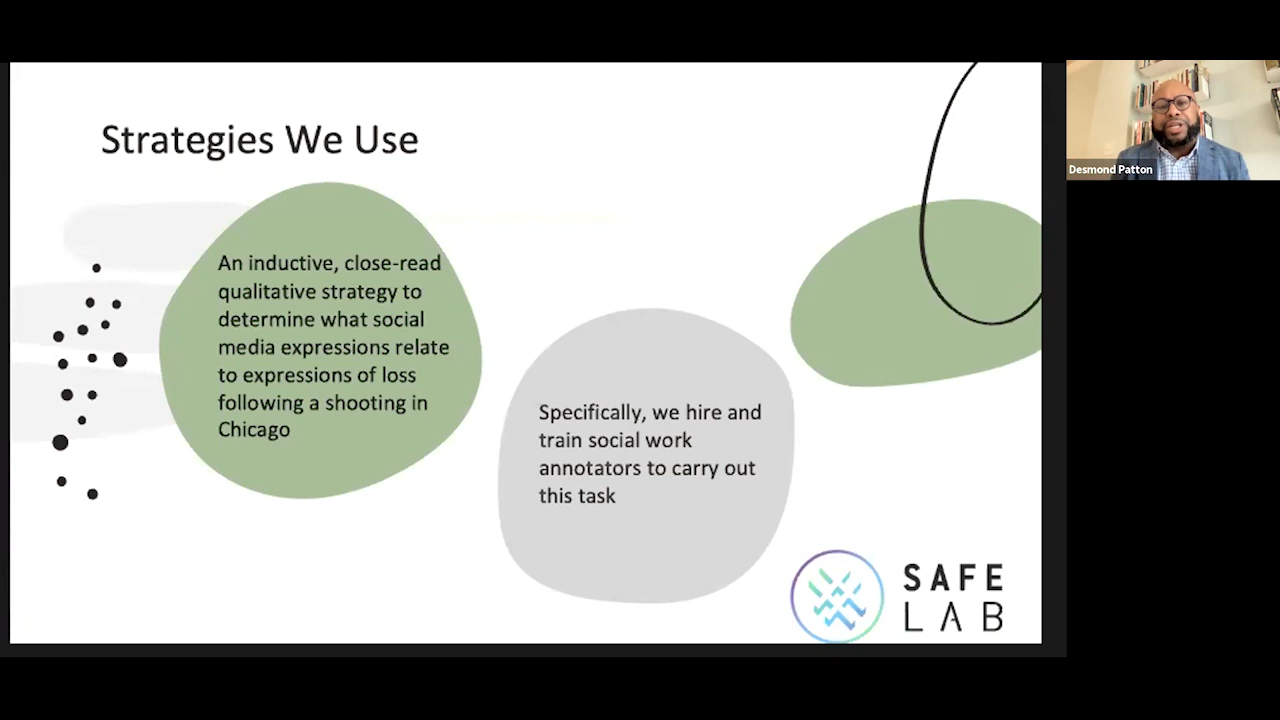 Strategies We Use
An inductive, close-read
qualitative strategy to
determine what social
media expressions relate
to expressions of loss
following a shooting in
Chicago
Specifically, we hire and
train social work
annotators to carry out
this task
SAFE
LAB
Desmond Patton